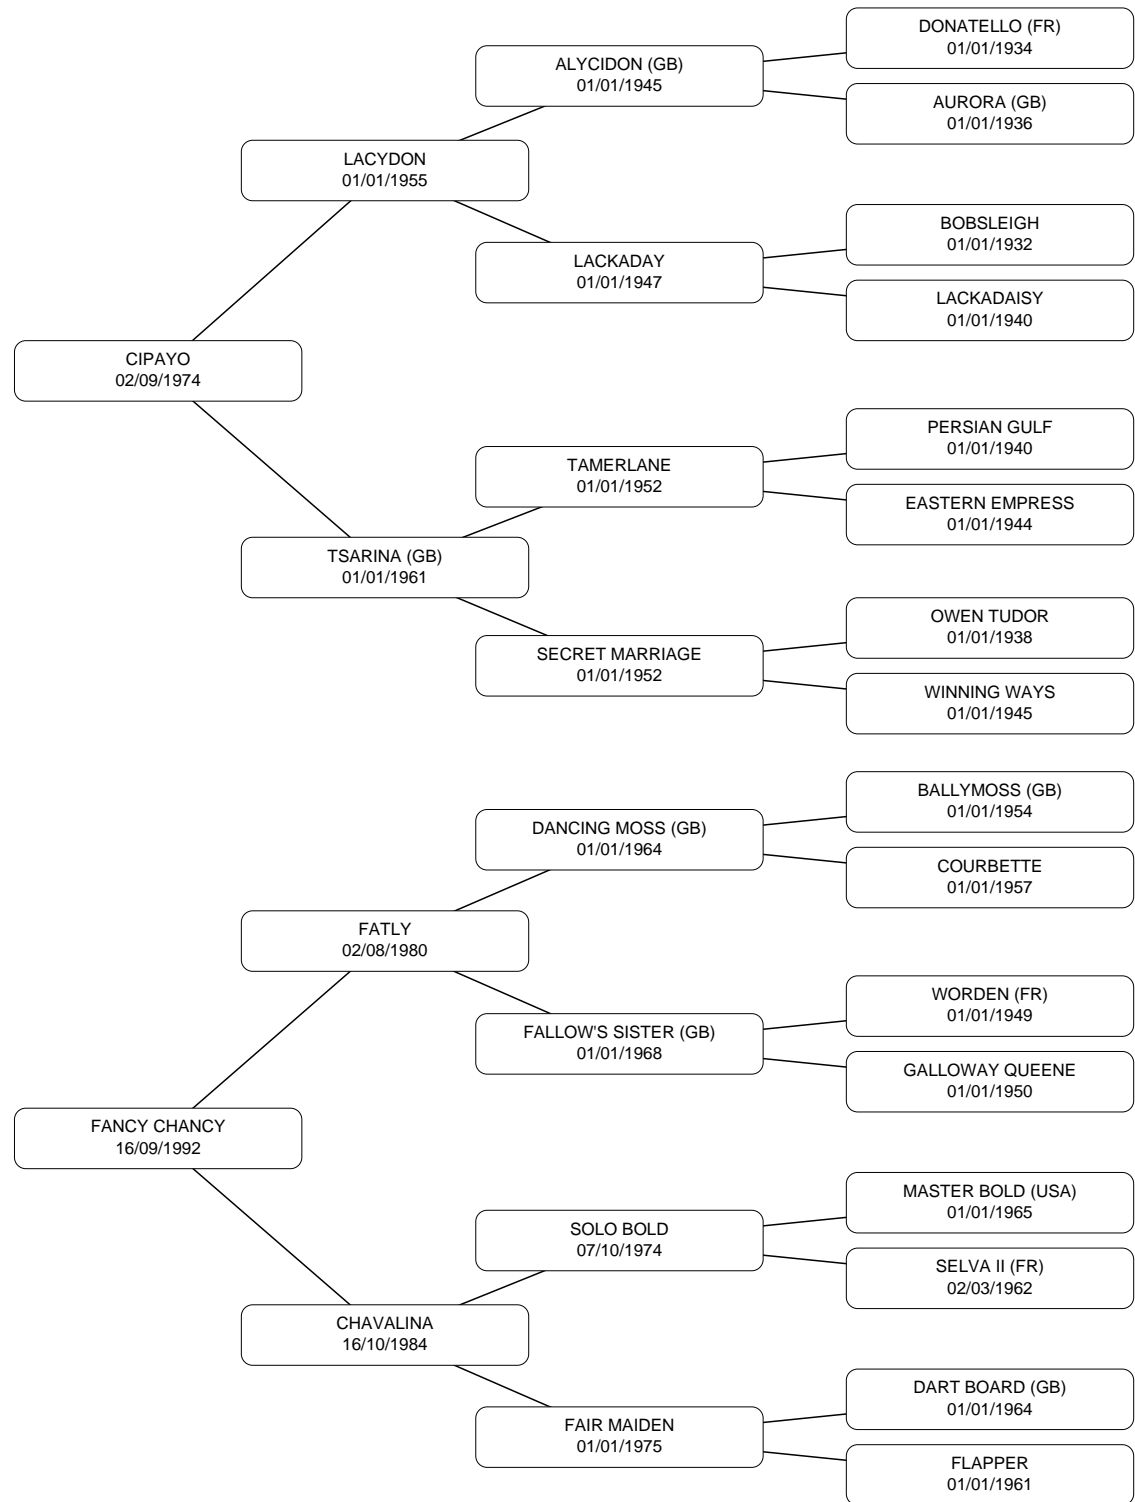 DONATELLO (FR)
01/01/1934
ALYCIDON (GB)
01/01/1945
AURORA (GB)
01/01/1936
LACYDON
01/01/1955
BOBSLEIGH
01/01/1932
LACKADAY
01/01/1947
LACKADAISY
01/01/1940
CIPAYO
02/09/1974
PERSIAN GULF
01/01/1940
TAMERLANE
01/01/1952
EASTERN EMPRESS
01/01/1944
TSARINA (GB)
01/01/1961
OWEN TUDOR
01/01/1938
SECRET MARRIAGE
01/01/1952
WINNING WAYS
01/01/1945
BALLYMOSS (GB)
01/01/1954
DANCING MOSS (GB)
01/01/1964
COURBETTE
01/01/1957
FATLY
02/08/1980
WORDEN (FR)
01/01/1949
FALLOW'S SISTER (GB)
01/01/1968
GALLOWAY QUEENE
01/01/1950
FANCY CHANCY
16/09/1992
MASTER BOLD (USA)
01/01/1965
SOLO BOLD
07/10/1974
SELVA II (FR)
02/03/1962
CHAVALINA
16/10/1984
DART BOARD (GB)
01/01/1964
FAIR MAIDEN
01/01/1975
FLAPPER
01/01/1961